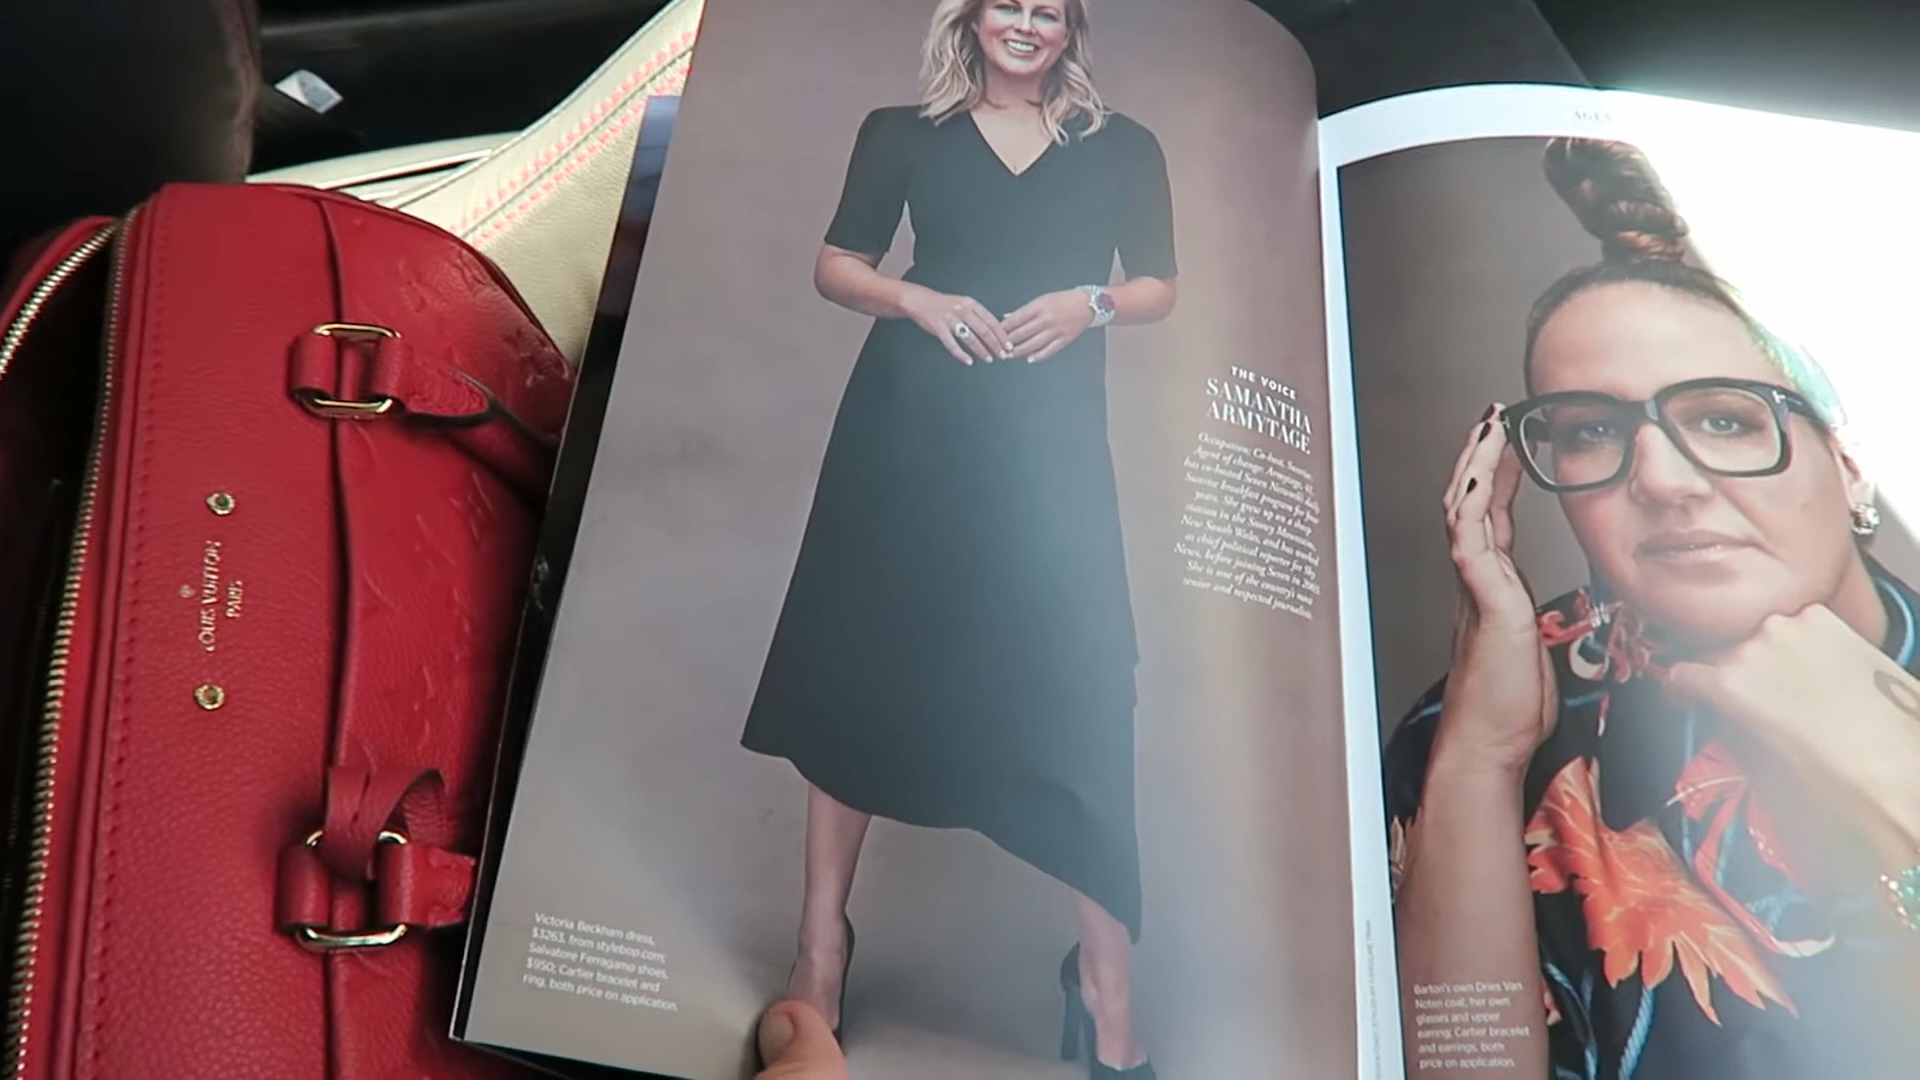 LOUIS VUITTON
PARIS
Victoria Beckham dress,
$3263, from stylebop.com;
Salvatore Ferragamo shoes,
$950; Cartier bracelet and
ring, both price on application.
THE VOICE
SAMANTHA
ARMYTAGE
Occupation: Co-host, Sunrise.
Agent of change: Armytage, 41,
has co-hosted Seven Network's daily
Sunrise breakfast program for four
years. She grew up on a sheep
station in the Snowy Mountains,
New South Wales, and has worked
as chief political reporter for Sky
News, before joining Seven in 2003.
She is one of the country's most
senior and respected journalists.
Barton's own Dries Van
Noten coat, her own
glasses and upper
earring; Cartier bracelet
and earrings, both
price on application.